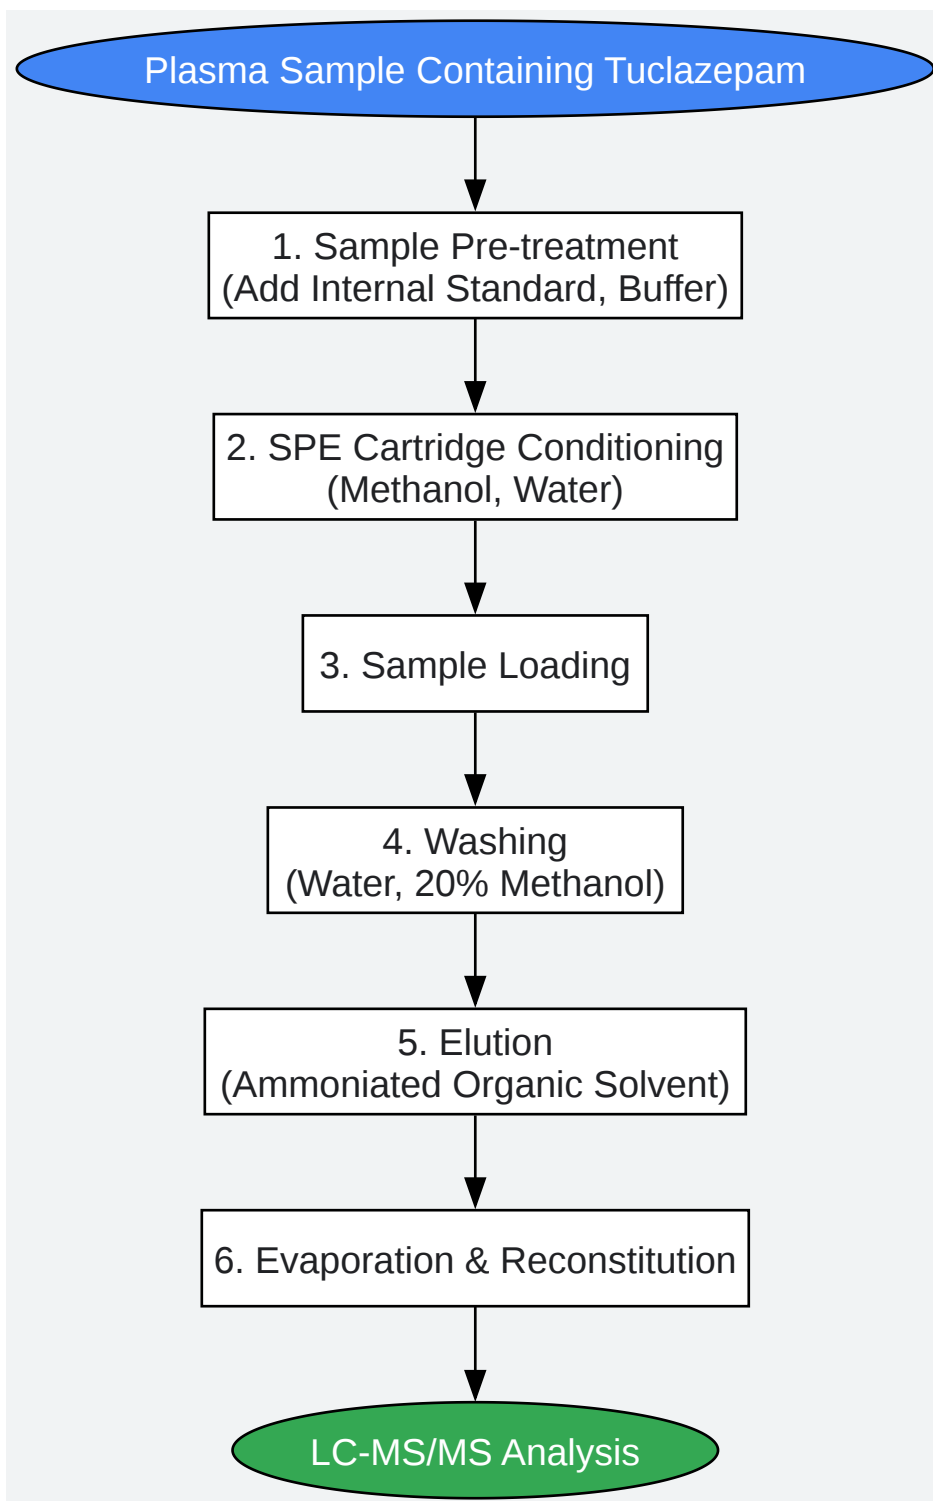 Plasma Sample Containing Tuclazepam
1. Sample Pre-treatment
(Add Internal Standard, Buffer)
2. SPE Cartridge Conditioning
(Methanol, Water)
3. Sample Loading
4. Washing
(Water, 20% Methanol)
5. Elution
(Ammoniated Organic Solvent)
6. Evaporation & Reconstitution
LC-MS/MS Analysis